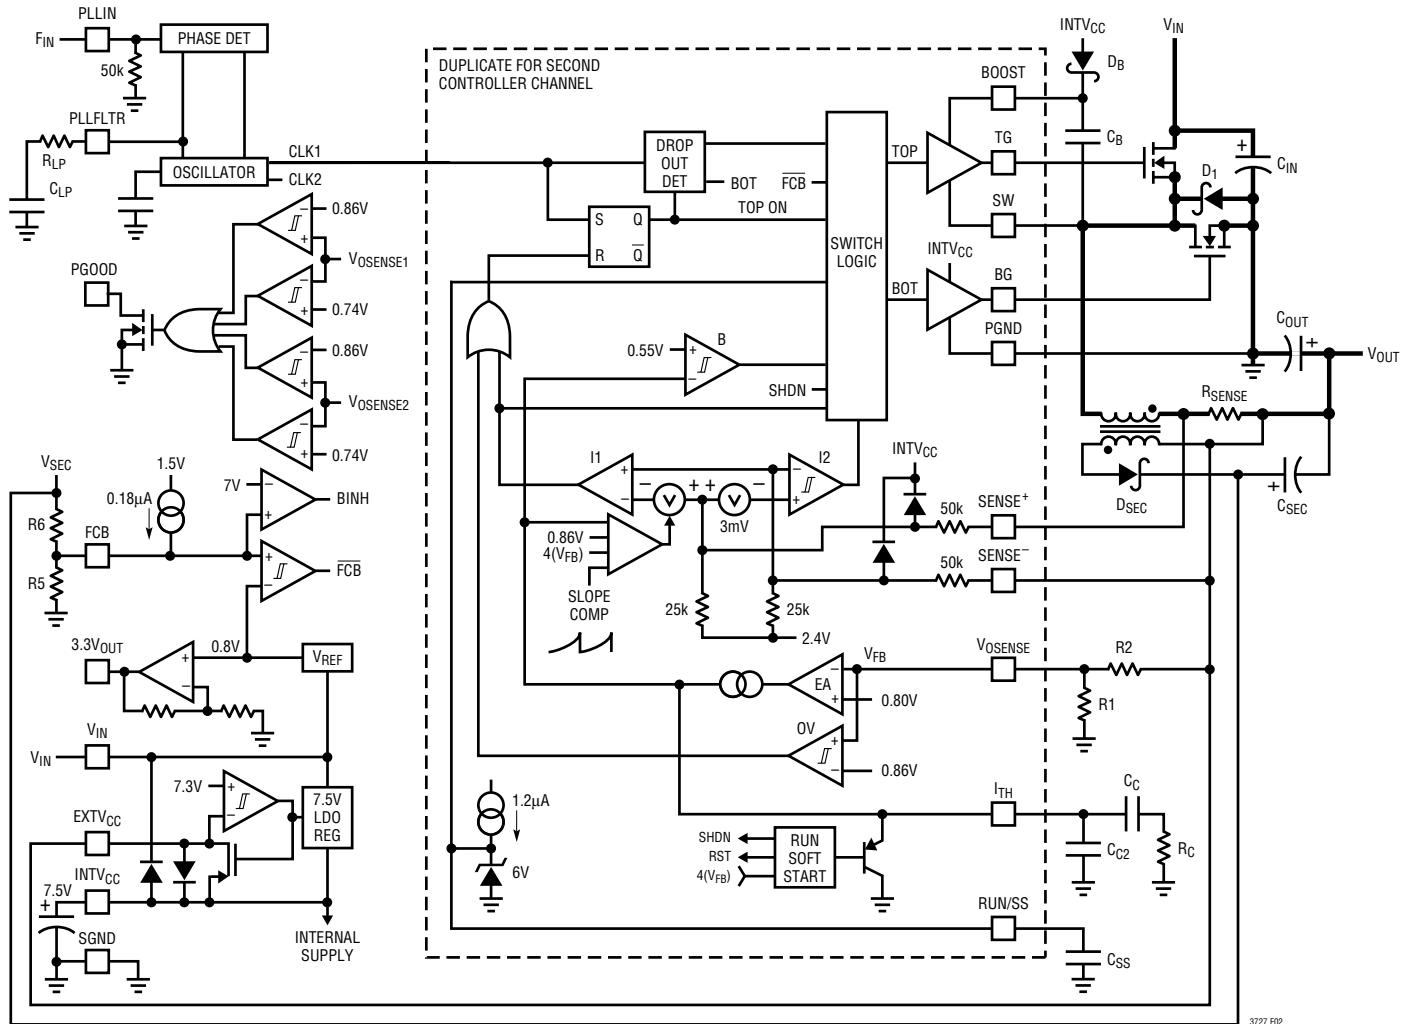 PLLIN
F_IN
PHASE DET
50k
PLLFLTR
R_LP
C_LP
OSCILLATOR
CLK1
CLK2
0.86V
V_OSENSE1
0.74V
PGOOD
0.86V
V_OSENSE2
0.74V
V_SEC
1.5V
0.18µA
7V
BINH
R6
FCB
R5
F̅C̅B̅
3.3V_OUT
0.8V
V_REF
V_IN
V_IN
7.3V
7.5V
LDO
REG
EXTV_CC
INTV_CC
7.5V
SGND
INTERNAL
SUPPLY
DUPLICATE FOR SECOND
CONTROLLER CHANNEL
DROP
OUT
DET
BOT
F̅C̅B̅
TOP ON
S
Q
R
Q̅
SWITCH
LOGIC
TOP
BOT
INTV_CC
BOOST
TG
SW
BG
PGND
B
0.55V
SHDN
I1
I2
3mV
0.86V
4(V_FB)
SLOPE
COMP
25k
25k
2.4V
INTV_CC
50k
SENSE+
50k
SENSE−
V_FB
V_OSENSE
EA
0.80V
OV
0.86V
1.2µA
6V
SHDN
RST
4(V_FB)
RUN
SOFT
START
I_TH
RUN/SS
INTV_CC
V_IN
D_B
C_B
D_1
C_IN
C_OUT
V_OUT
R_SENSE
D_SEC
C_SEC
R2
R1
C_C
C_C2
R_C
C_SS
3727 F02